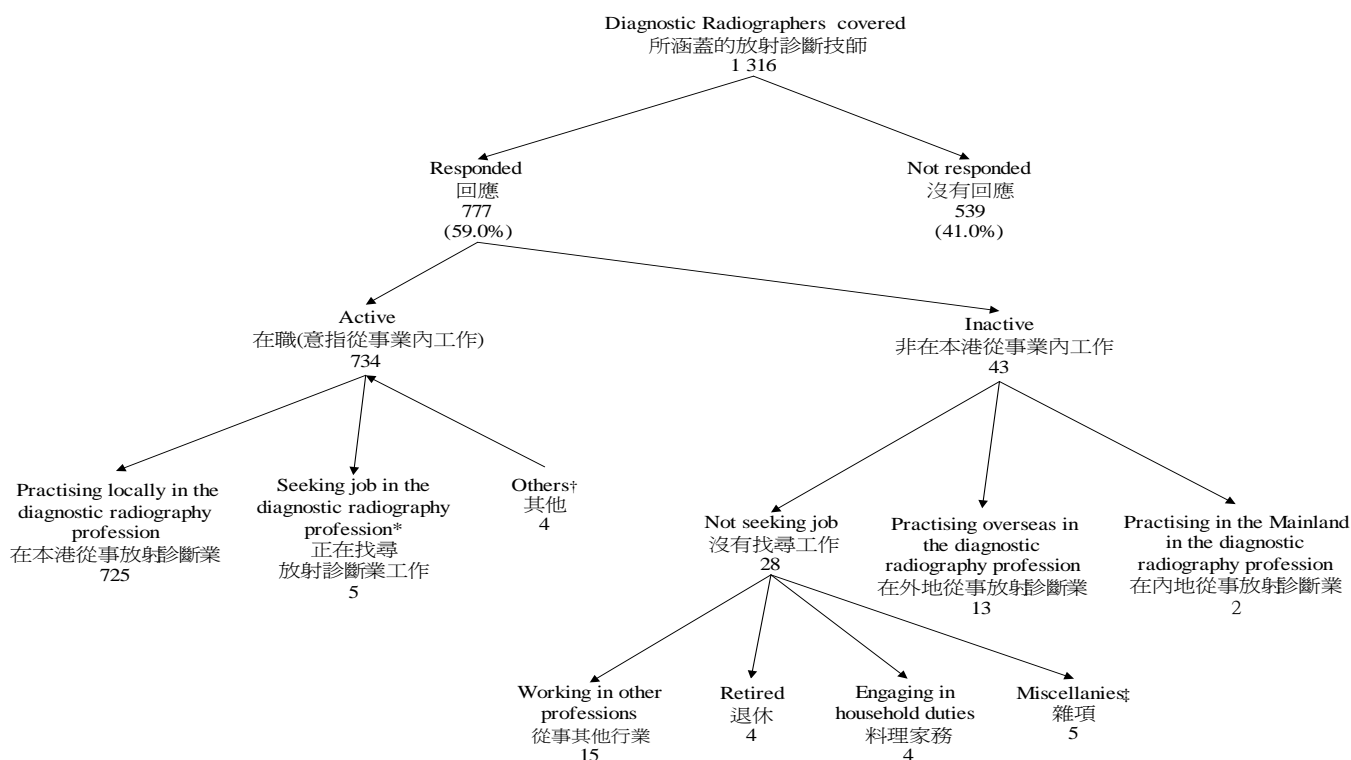 Diagnostic Radiographers covered
所涵蓋的放射診斷技師
1 316
Responded
回應
777
(59.0%)
Not responded
沒有回應
539
(41.0%)
Active
在職(意指從事業內工作)
734
Inactive
非在本港從事業內工作
43
Practising locally in the
diagnostic radiography
profession
在本港從事放射診斷業
725
Seeking job in the
diagnostic radiography
profession*
正在找尋
放射診斷業工作
5
Others†
其他
4
Not seeking job
沒有找尋工作
28
Practising overseas in
the diagnostic
radiography profession
在外地從事放射診斷業
13
Practising in the Mainland
in the diagnostic
radiography profession
在內地從事放射診斷業
2
Working in other
professions
從事其他行業
15
Retired
退休
4
Engaging in
household duties
料理家務
4
Miscellanies‡
雜項
5